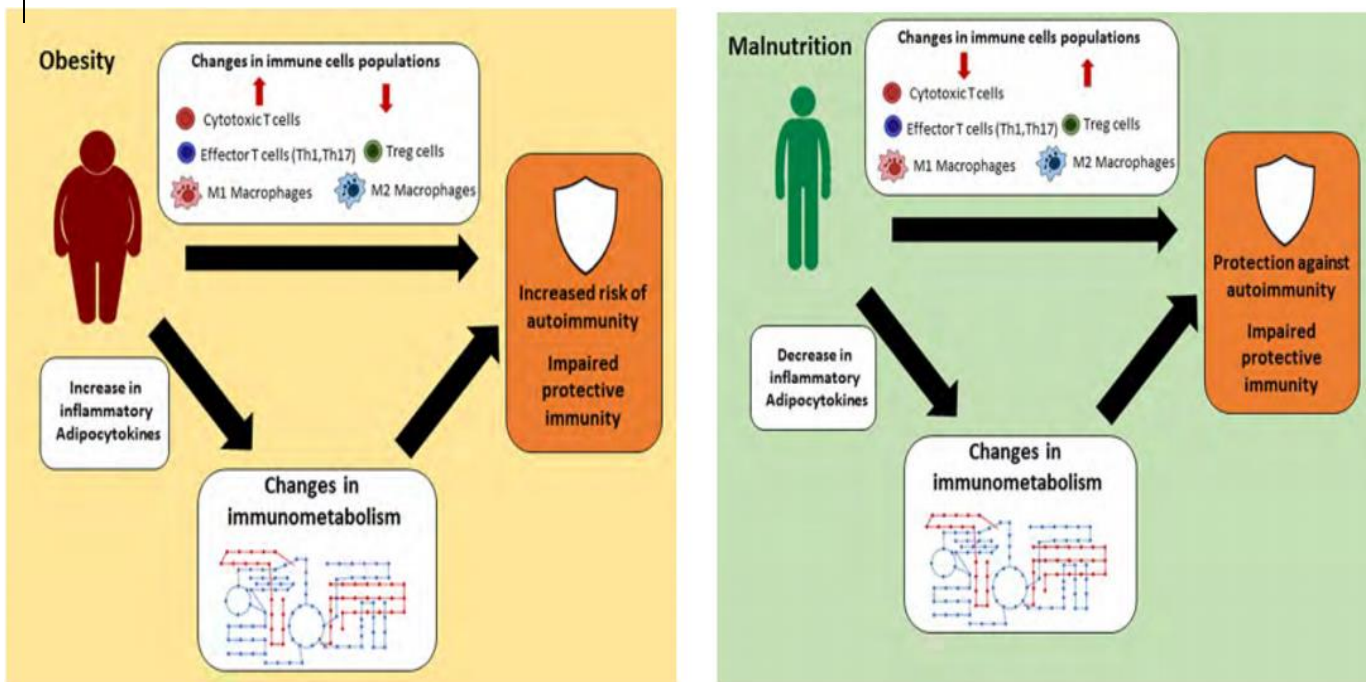 Obesity
Changes in immune cells populations
Cytotoxic T cells
Effector T cells (Th1,Th17)
Treg cells
M1 Macrophages
M2 Macrophages
Increased risk of
autoimmunity
Impaired
protective
immunity
Increase in
inflammatory
Adipocytokines
Changes in
immunometabolism
Malnutrition
Changes in immune cells populations
Cytotoxic T cells
Effector T cells (Th1,Th17)
Treg cells
M1 Macrophages
M2 Macrophages
Protection against
autoimmunity
Impaired
protective
immunity
Decrease in
inflammatory
Adipocytokines
Changes in
immunometabolism